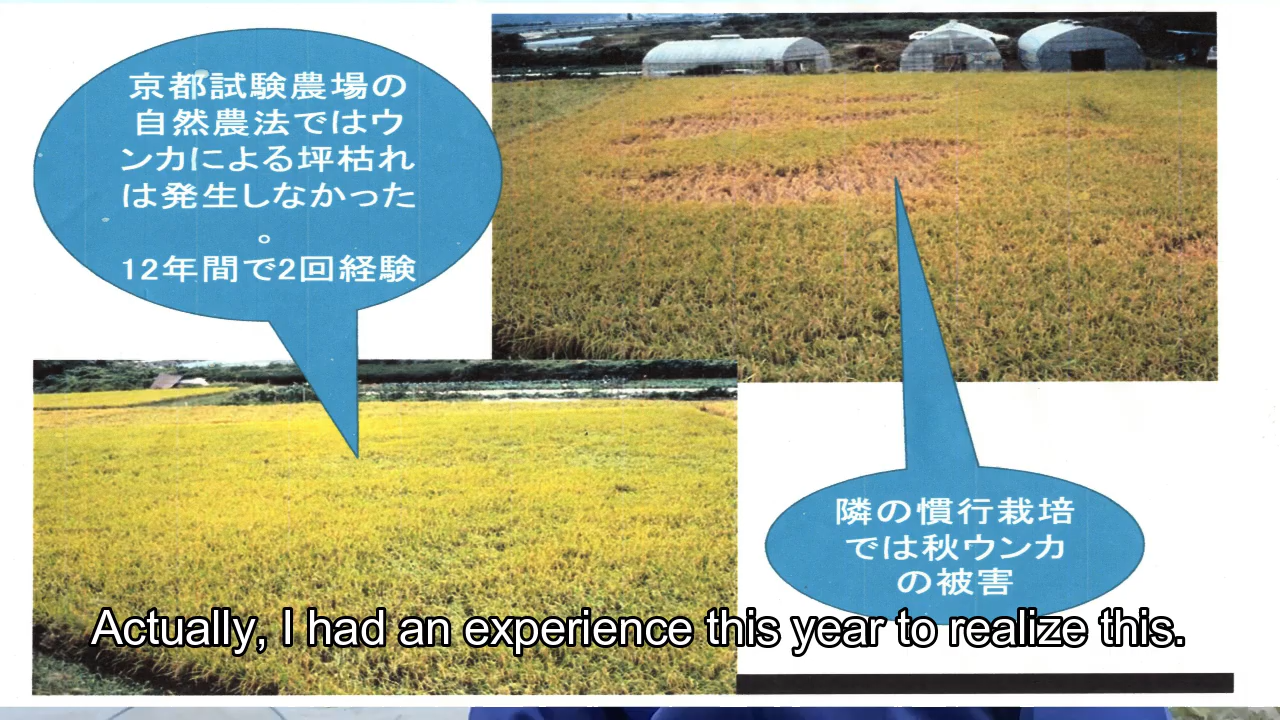 京都試験農場の
自然農法ではウ
ンカによる坪枯れ
は発生しなかった
。
12年間で2回経験
隣の慣行栽培
では秋ウンカ
の被害
Actually, I had an experience this year to realize this.